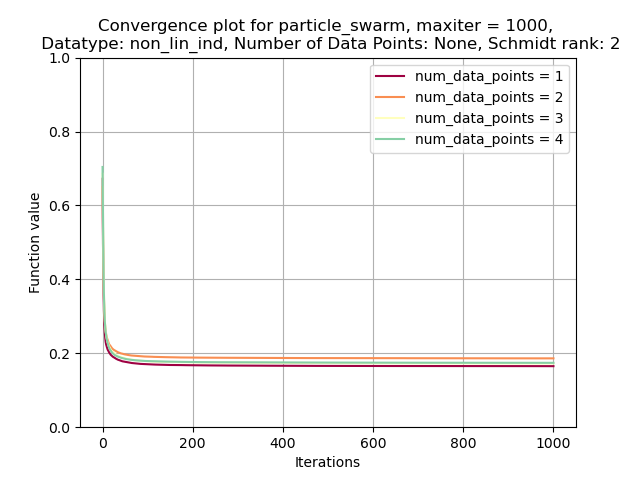 Convergence plot for particle_swarm, maxiter = 1000,
Datatype: non_lin_ind, Number of Data Points: None, Schmidt rank: 2
1.0
0.8
0.6
0.4
0.2
0.0
Function value
num_data_points = 1
num_data_points = 2
num_data_points = 3
num_data_points = 4
0 200 400 600 800 1000
Iterations